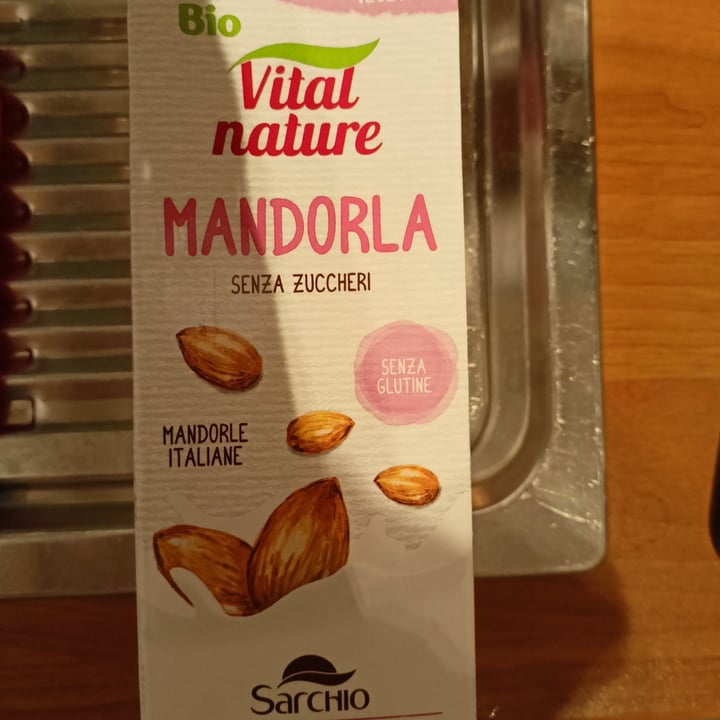 Bio
Vital
nature
MANDORLA
SENZA ZUCCHERI
SENZA
GLUTINE
MANDORLE
ITALIANE
SARCHIO